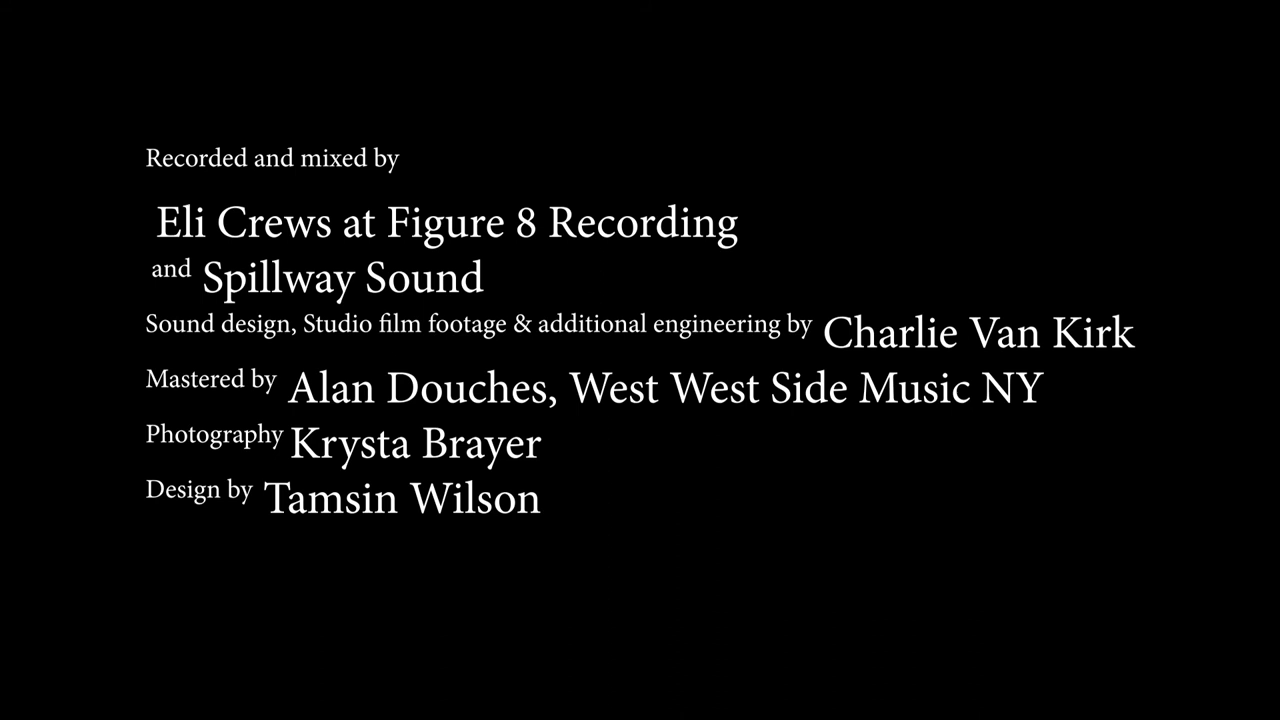 Recorded and mixed by
Eli Crews at Figure 8 Recording
and Spillway Sound
Sound design, Studio film footage & additional engineering by Charlie Van Kirk
Mastered by Alan Douches, West West Side Music NY
Photography Krysta Brayer
Design by Tamsin Wilson